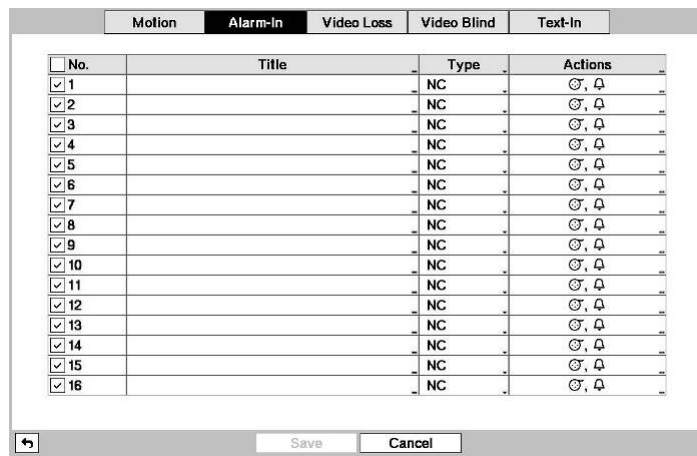 Motion Alarm-In Video Loss Video Blind Text-In
No. Title Type Actions
1 NC
2 NC
3 NC
4 NC
5 NC
6 NC
7 NC
8 NC
9 NC
10 NC
11 NC
12 NC
13 NC
14 NC
15 NC
16 NC
Save Cancel